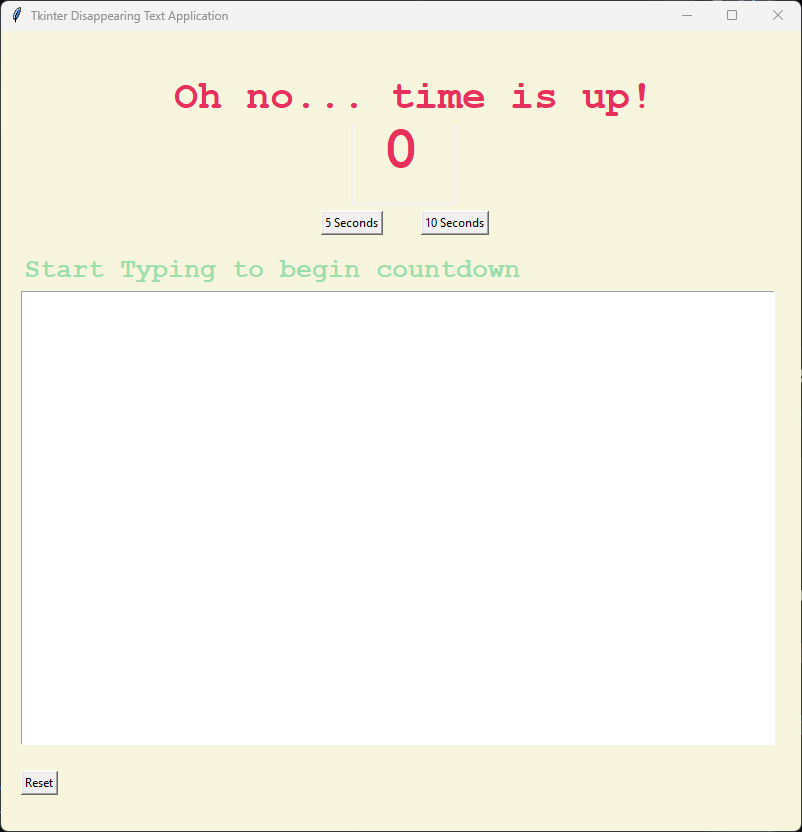 Tkinter Disappearing Text Application
Oh no... time is up!
0
5 Seconds 10 Seconds
Start Typing to begin countdown
Reset